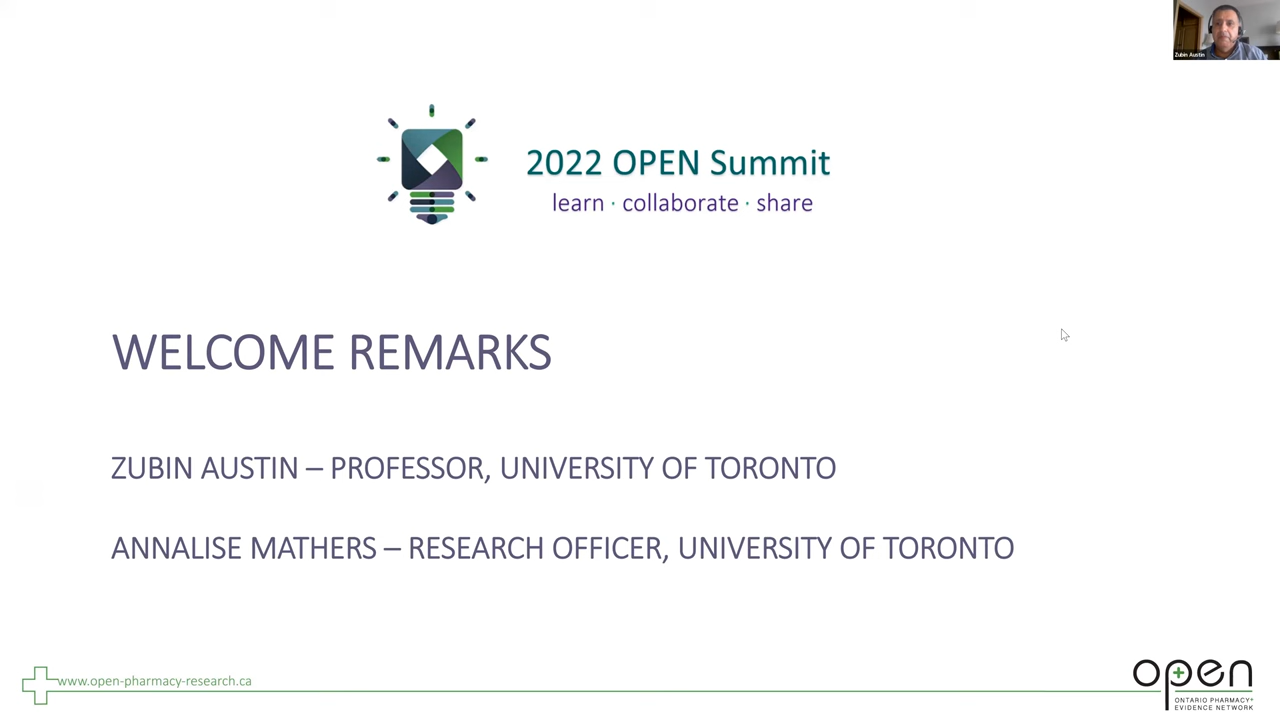 Zubin Austin
2022 OPEN Summit
learn · collaborate · share
WELCOME REMARKS
ZUBIN AUSTIN – PROFESSOR, UNIVERSITY OF TORONTO
ANNALISE MATHERS – RESEARCH OFFICER, UNIVERSITY OF TORONTO
www.open-pharmacy-research.ca
open
ONTARIO PHARMACY+
EVIDENCE NETWORK